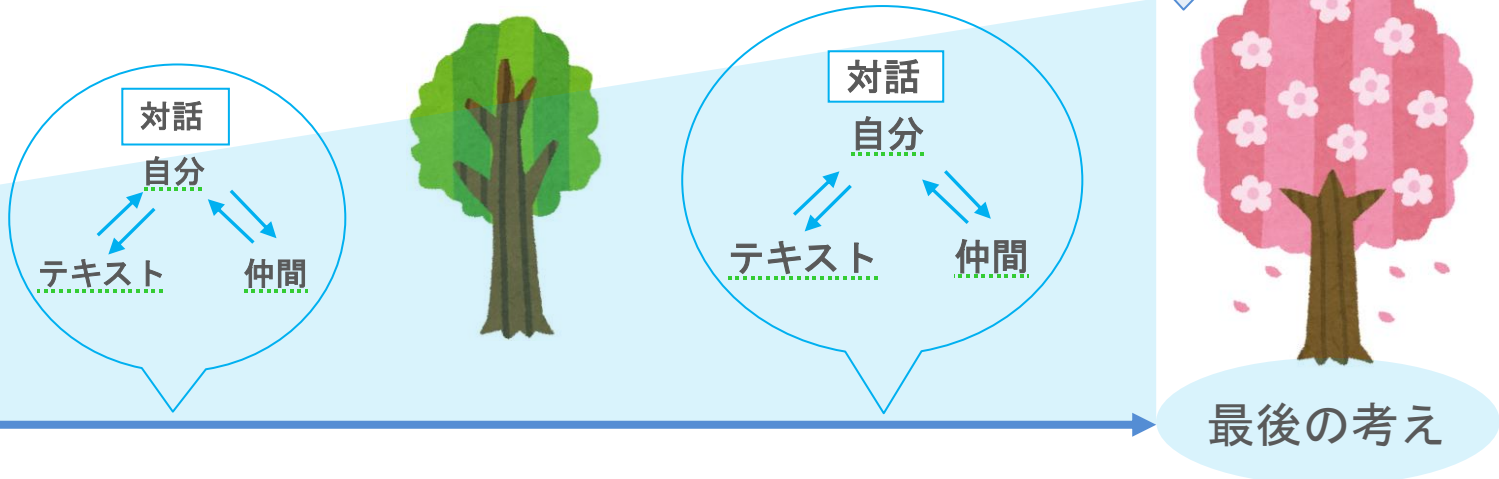 対話
自分
テキスト 仲間
対話
自分
テキスト 仲間
最後の考え